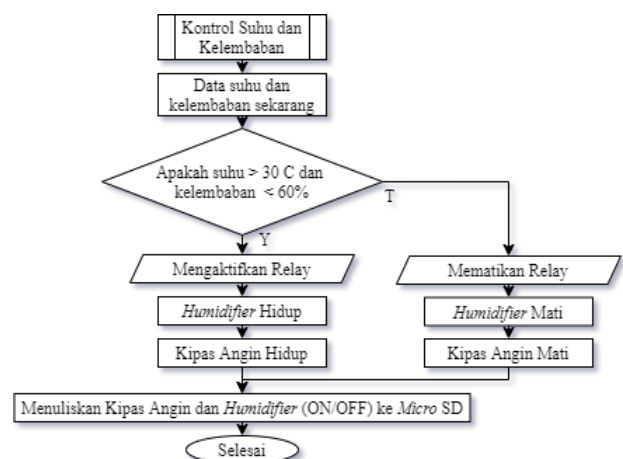 Kontrol Suhu dan
Kelembaban
Data suhu dan
kelembaban sekarang
Apakah suhu > 30 C dan
kelembaban < 60%
T
Y
Mengaktifkan Relay
Mematikan Relay
Humidifier Hidup
Humidifier Mati
Kipas Angin Hidup
Kipas Angin Mati
Menuliskan Kipas Angin dan Humidifier (ON/OFF) ke Micro SD
Selesai